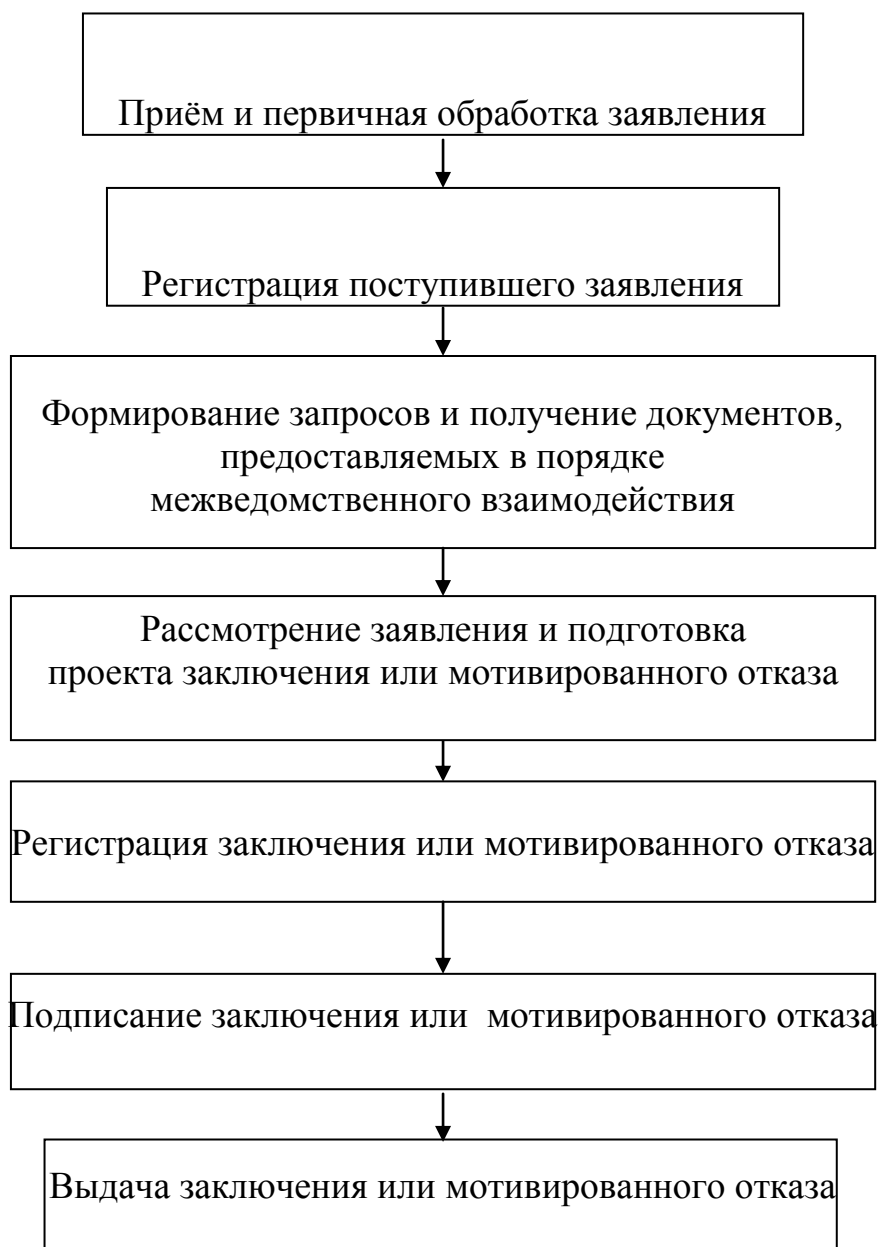 Приём и первичная обработка заявления
Регистрация поступившего заявления
Формирование запросов и получение документов,
предоставляемых в порядке
межведомственного взаимодействия
Рассмотрение заявления и подготовка
проекта заключения или мотивированного отказа
Регистрация заключения или мотивированного отказа
Подписание заключения или мотивированного отказа
Выдача заключения или мотивированного отказа